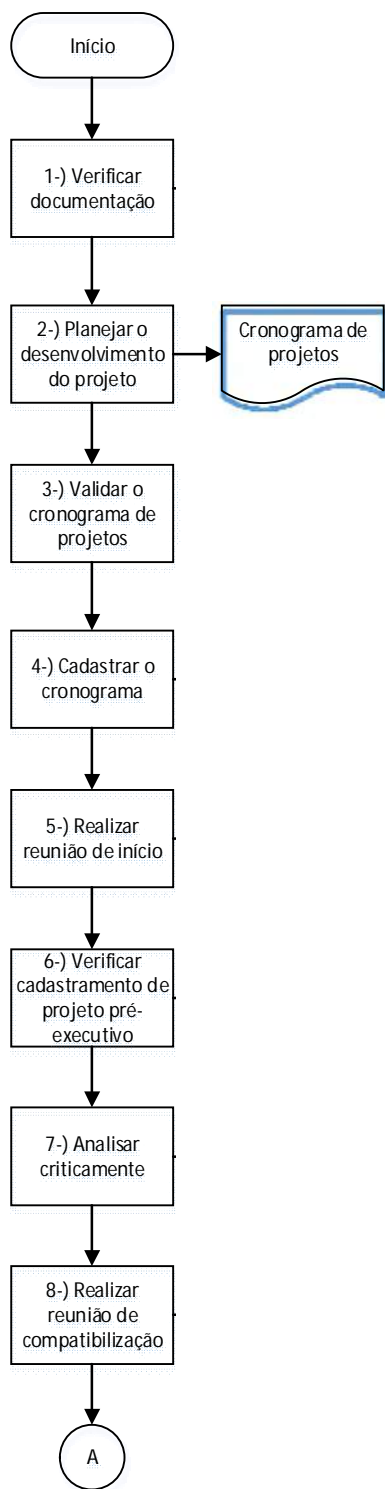 Início
1-) Verificar
documentação
2-) Planejar o
desenvolvimento
do projeto
Cronograma de
projetos
3-) Validar o
cronograma de
projetos
4-) Cadastrar o
cronograma
5-) Realizar
reunião de início
6-) Verificar
cadastramento de
projeto pré-
executivo
7-) Analisar
criticamente
8-) Realizar
reunião de
compatibilização
A